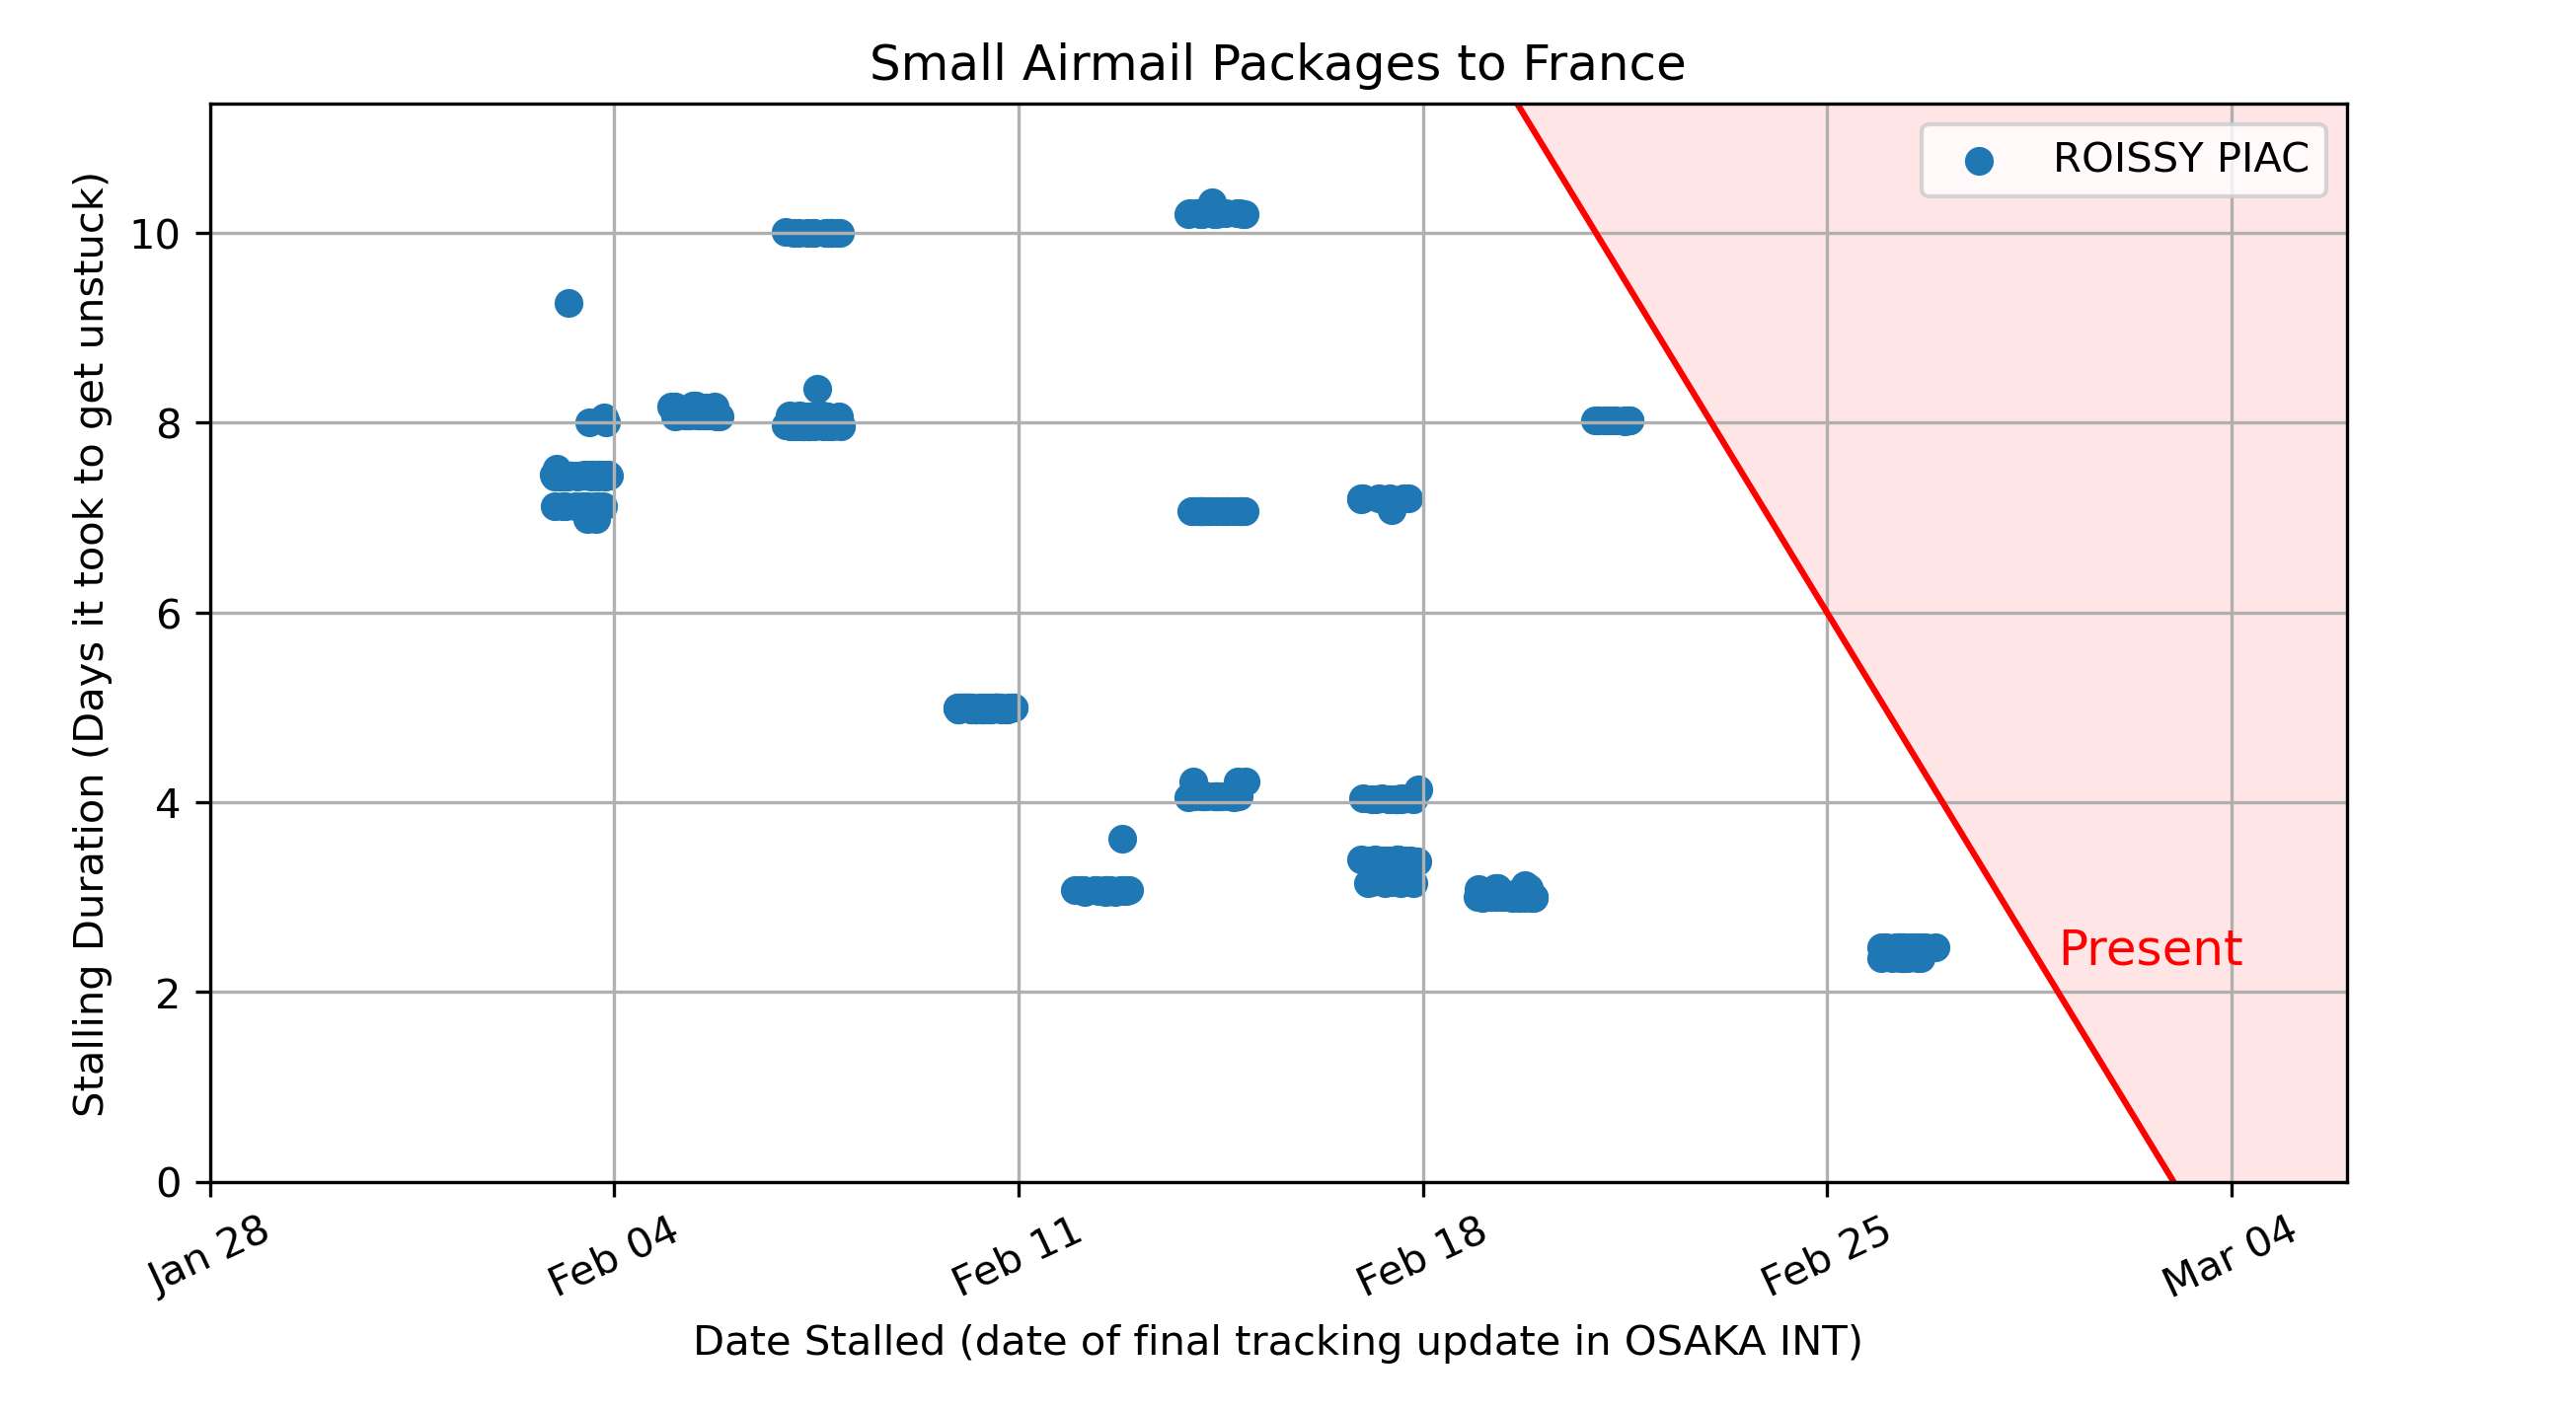 Small Airmail Packages to France
ROISSY PIAC
Stalling Duration (Days it took to get unstuck)
10
8
6
4
2
0
Present
Jan 28
Feb 04
Feb 11
Feb 18
Feb 25
Mar 04
Date Stalled (date of final tracking update in OSAKA INT)